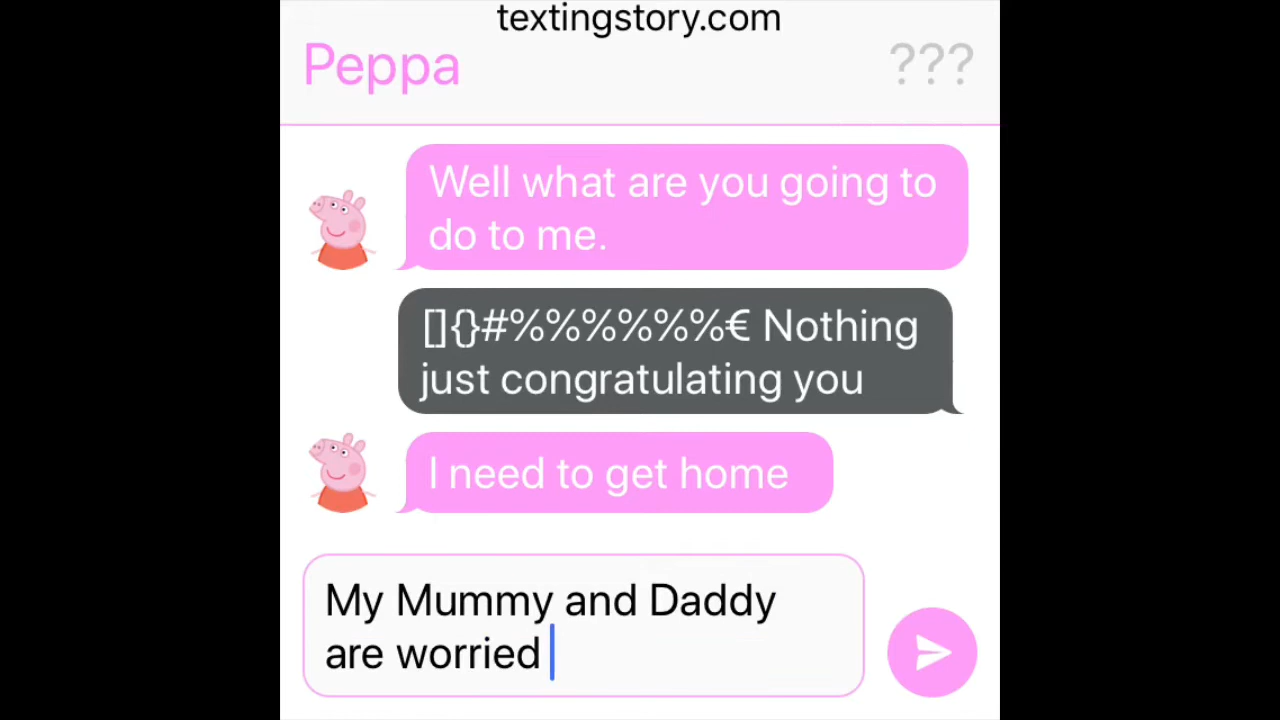 textingstory.com
Peppa
???
Well what are you going to
do to me.
[]{}#%%%%%%€ Nothing
just congratulating you
I need to get home
My Mummy and Daddy
are worried